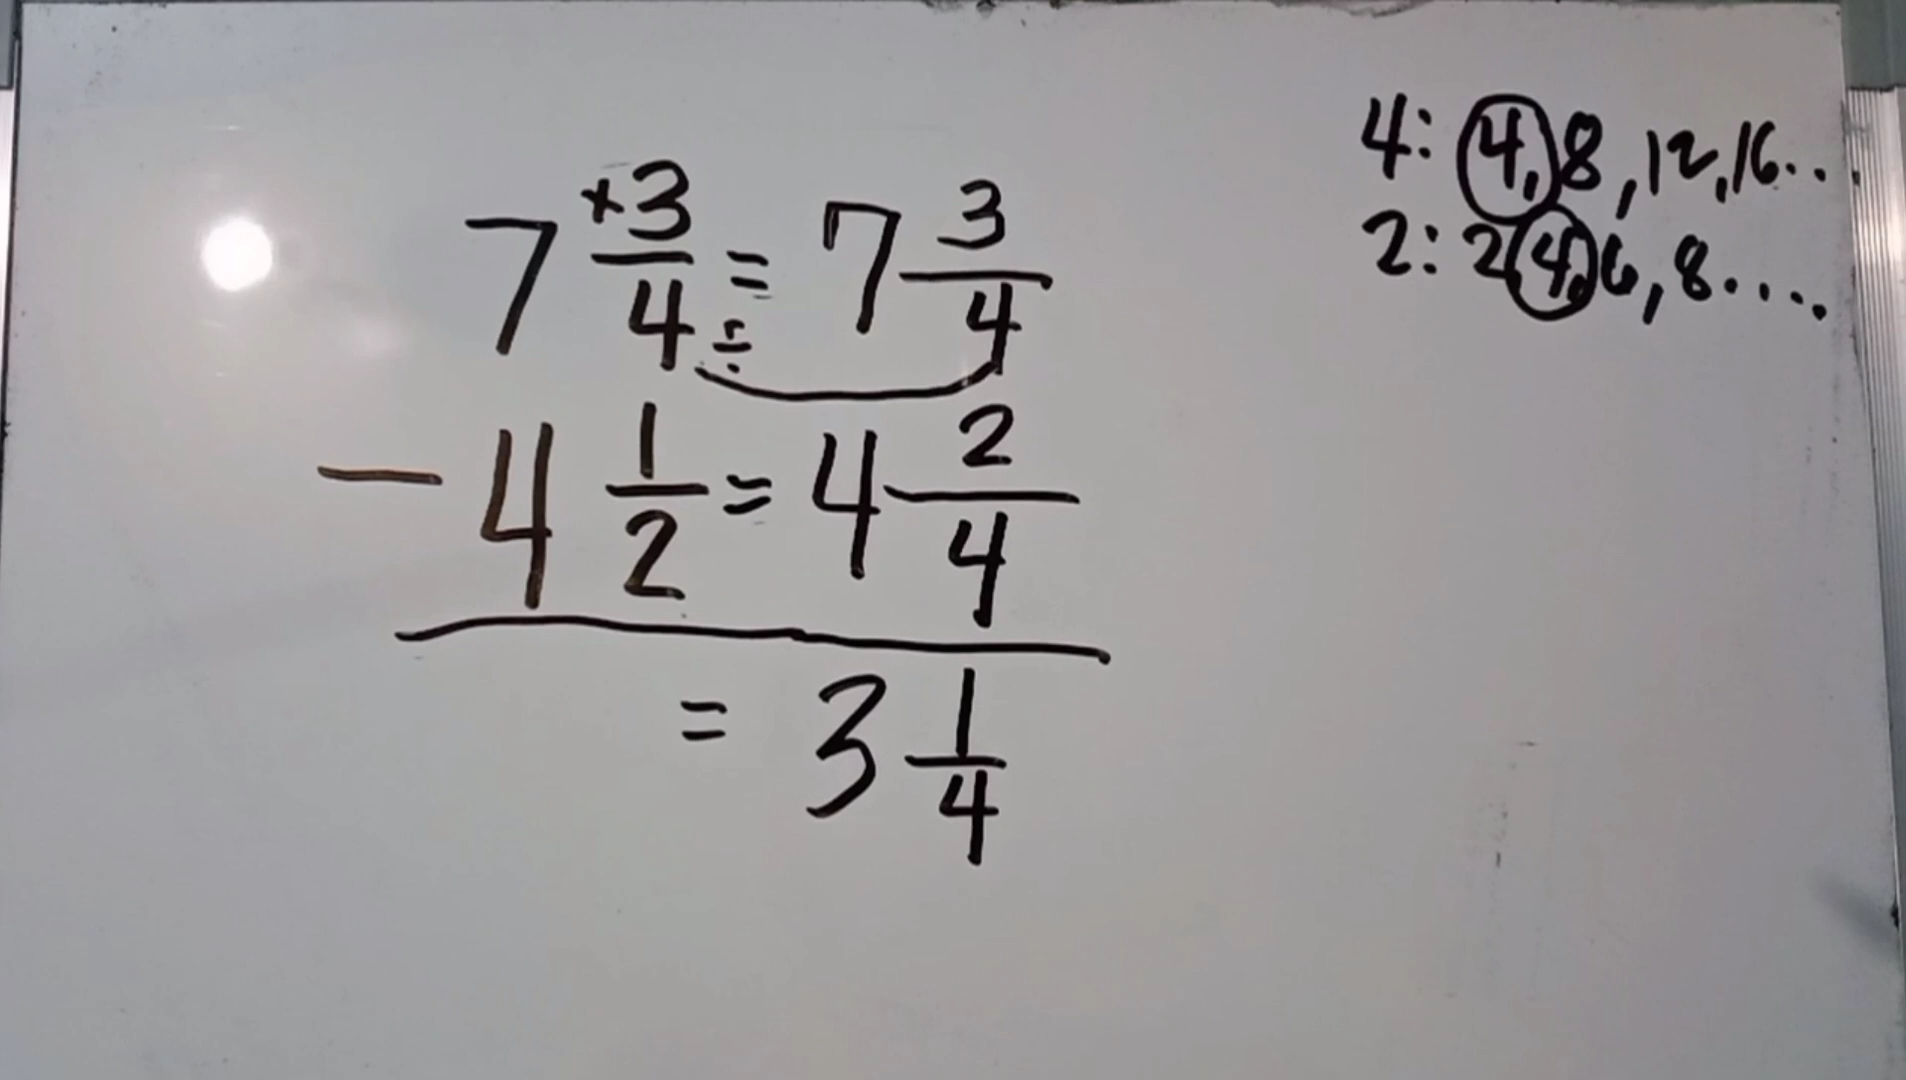 7 ×3/4 ÷ = 7 3/4
− 4 1/2 = 4 2/4
= 3 1/4
4: 4, 8, 12, 16...
2: 2, 4, 6, 8....